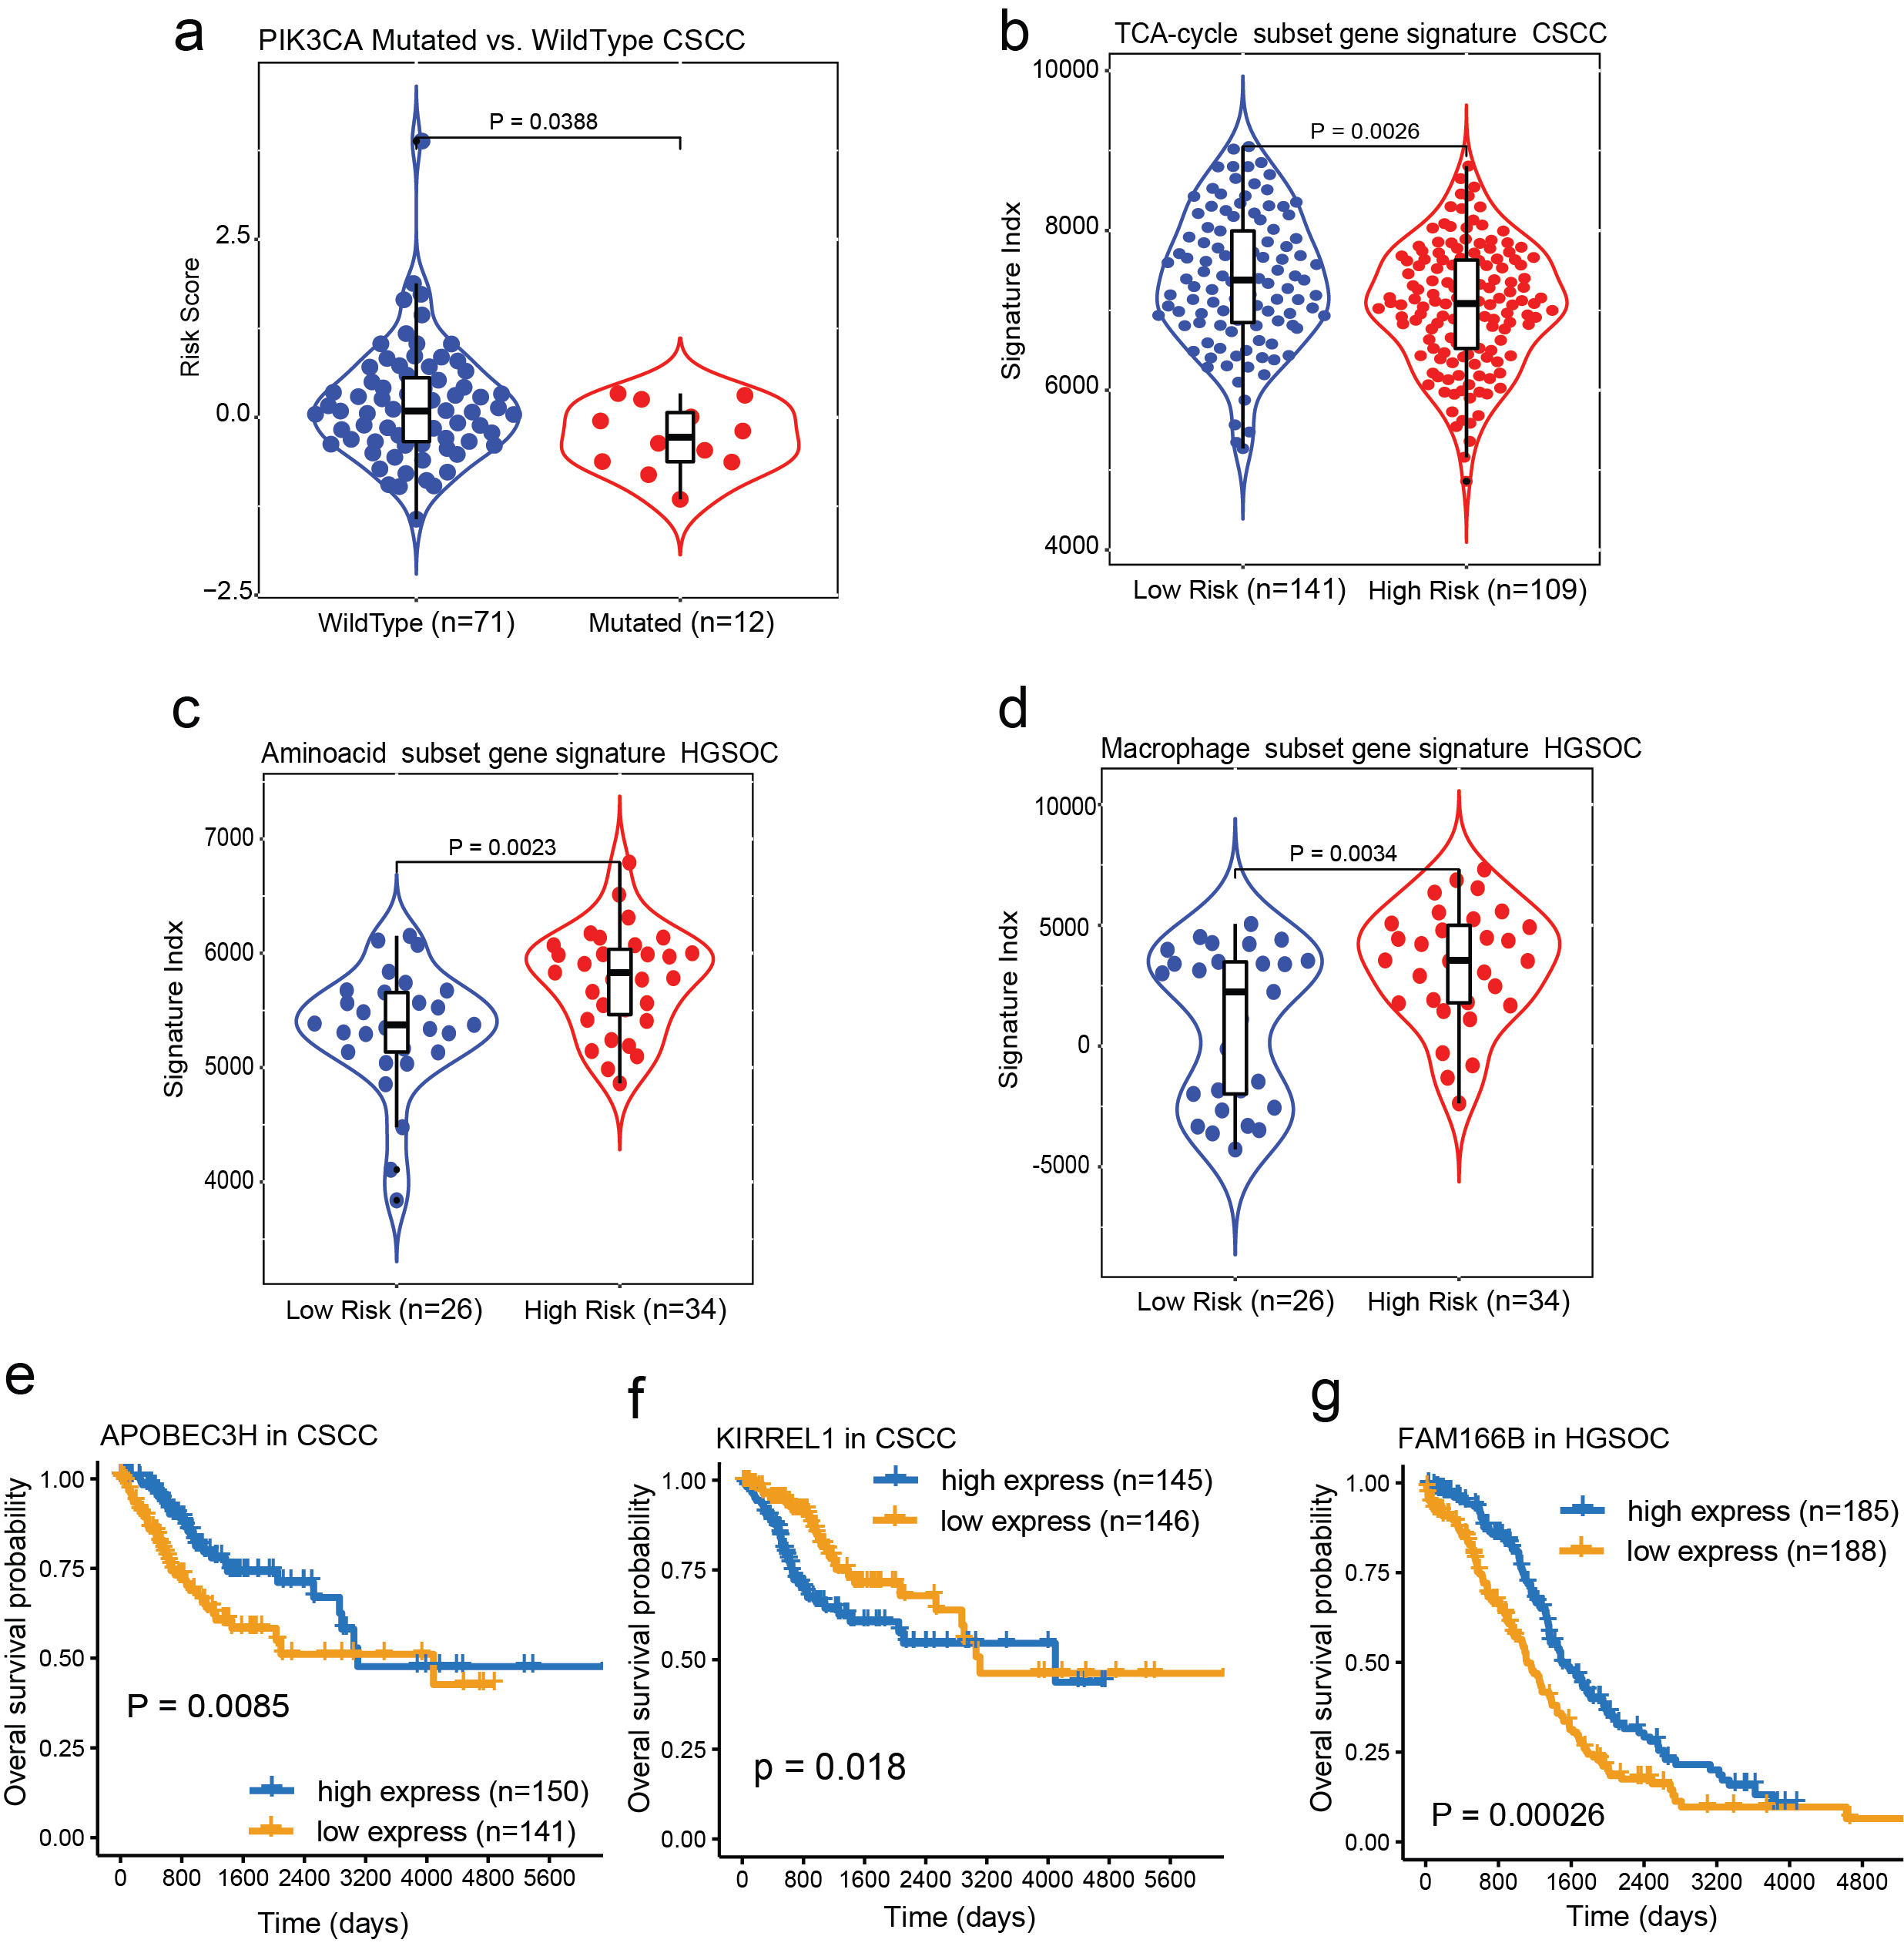 a
PIK3CA Mutated vs. WildType CSCC
P = 0.0388
Risk Score
2.5
0.0
−2.5
WildType (n=71)
Mutated (n=12)
b
TCA-cycle subset gene signature CSCC
P = 0.0026
Signature Indx
10000
8000
6000
4000
Low Risk (n=141)
High Risk (n=109)
c
Aminoacid subset gene signature HGSOC
P = 0.0023
Signature Indx
7000
6000
5000
4000
Low Risk (n=26)
High Risk (n=34)
d
Macrophage subset gene signature HGSOC
P = 0.0034
Signature Indx
10000
5000
0
-5000
Low Risk (n=26)
High Risk (n=34)
e
APOBEC3H in CSCC
Overal survival probability
1.00
0.75
0.50
0.25
0.00
P = 0.0085
high express (n=150)
low express (n=141)
0 800 1600 2400 3200 4000 4800 5600
Time (days)
f
KIRREL1 in CSCC
Overal survival probability
1.00
0.75
0.50
0.25
0.00
high express (n=145)
low express (n=146)
p = 0.018
0 800 1600 2400 3200 4000 4800 5600
Time (days)
g
FAM166B in HGSOC
Overal survival probability
1.00
0.75
0.50
0.25
0.00
high express (n=185)
low express (n=188)
P = 0.00026
0 800 1600 2400 3200 4000 4800
Time (days)